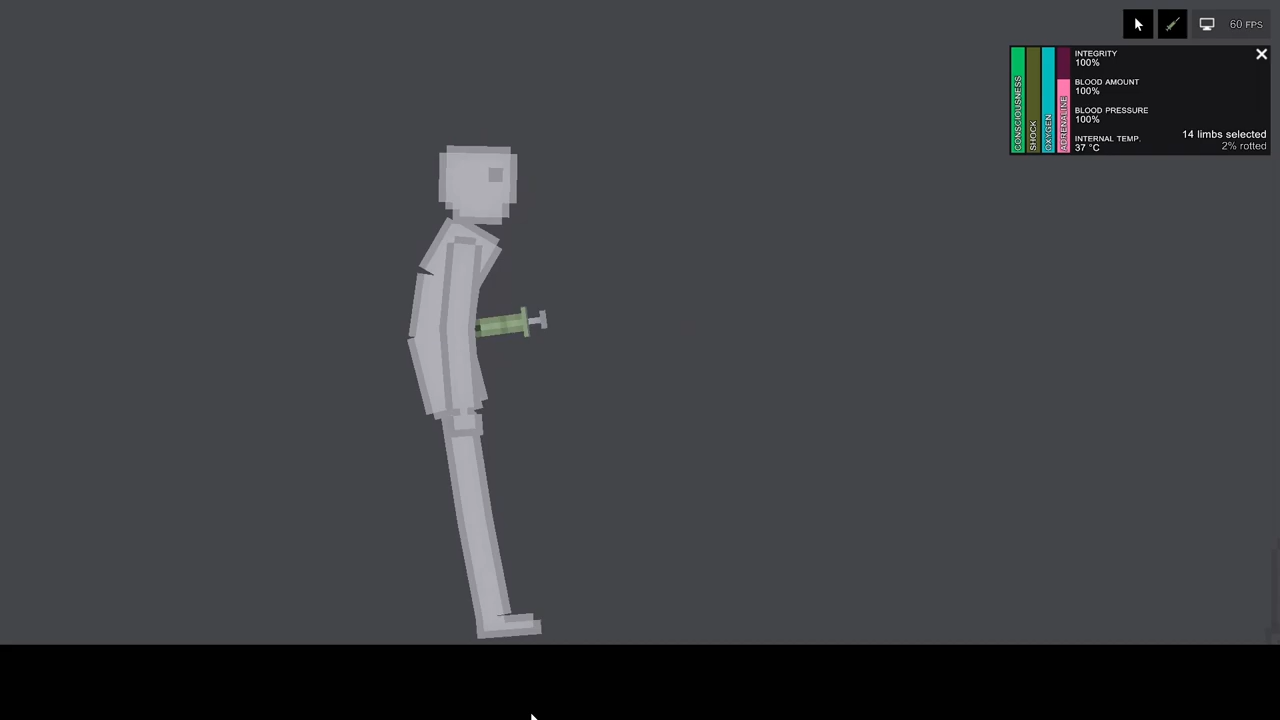 60 FPS
CONSCIOUSNESS
SHOCK
OXYGEN
ADRENALINE
INTEGRITY
100%
BLOOD AMOUNT
100%
BLOOD PRESSURE
100%
INTERNAL TEMP.
37 °C
14 limbs selected
2% rotted